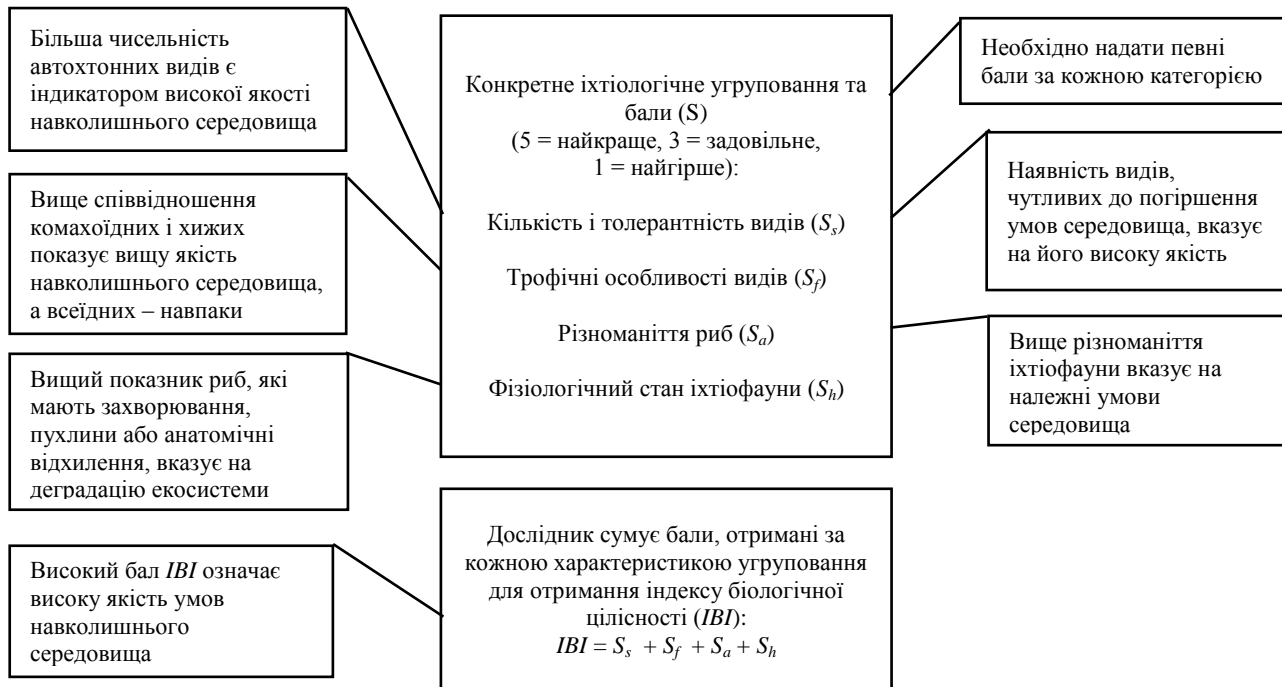 Більша чисельність
автохтонних видів є
індикатором високої якості
навколишнього середовища
Вище співвідношення
комахоїдних і хижих
показує вищу якість
навколишнього середовища,
а всеїдних – навпаки
Вищий показник риб, які
мають захворювання,
пухлини або анатомічні
відхилення, вказує на
деградацію екосистеми
Високий бал IBI означає
високу якість умов
навколишнього
середовища
Конкретне іхтіологічне угруповання та
бали (S)
(5 = найкраще, 3 = задовільне,
1 = найгірше):
Кількість і толерантність видів (Ss)
Трофічні особливості видів (Sf)
Різноманіття риб (Sa)
Фізіологічний стан іхтіофауни (Sh)
Дослідник сумує бали, отримані за
кожною характеристикою угруповання
для отримання індексу біологічної
цілісності (IBI):
IBI = Ss + Sf + Sa + Sh
Необхідно надати певні
бали за кожною категорією
Наявність видів,
чутливих до погіршення
умов середовища, вказує
на його високу якість
Вище різноманіття
іхтіофауни вказує на
належні умови
середовища